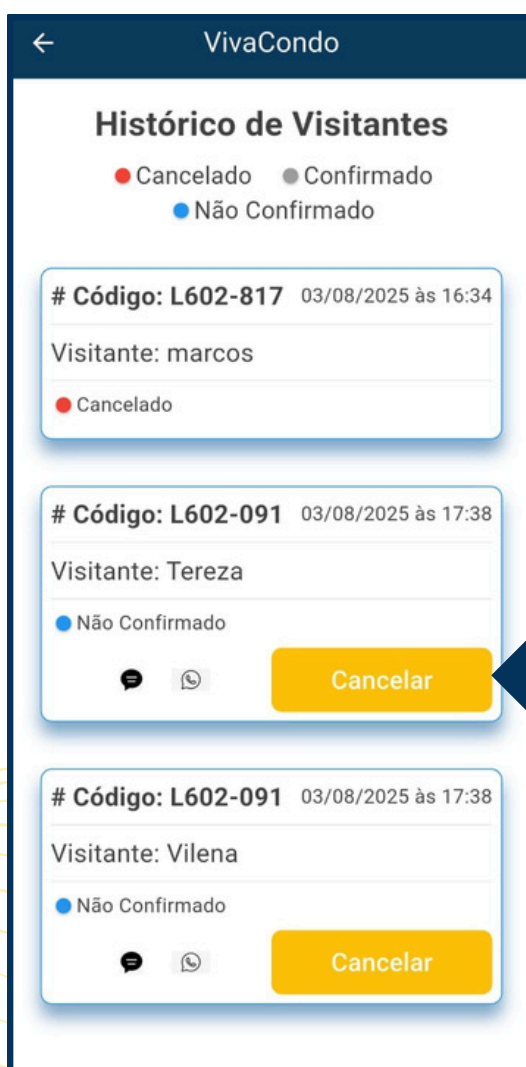 VivaCondo
Histórico de Visitantes
Cancelado Confirmado
Não Confirmado
# Código: L602-817 03/08/2025 às 16:34
Visitante: marcos
Cancelado
# Código: L602-091 03/08/2025 às 17:38
Visitante: Tereza
Não Confirmado
Cancelar
# Código: L602-091 03/08/2025 às 17:38
Visitante: Vilena
Não Confirmado
Cancelar